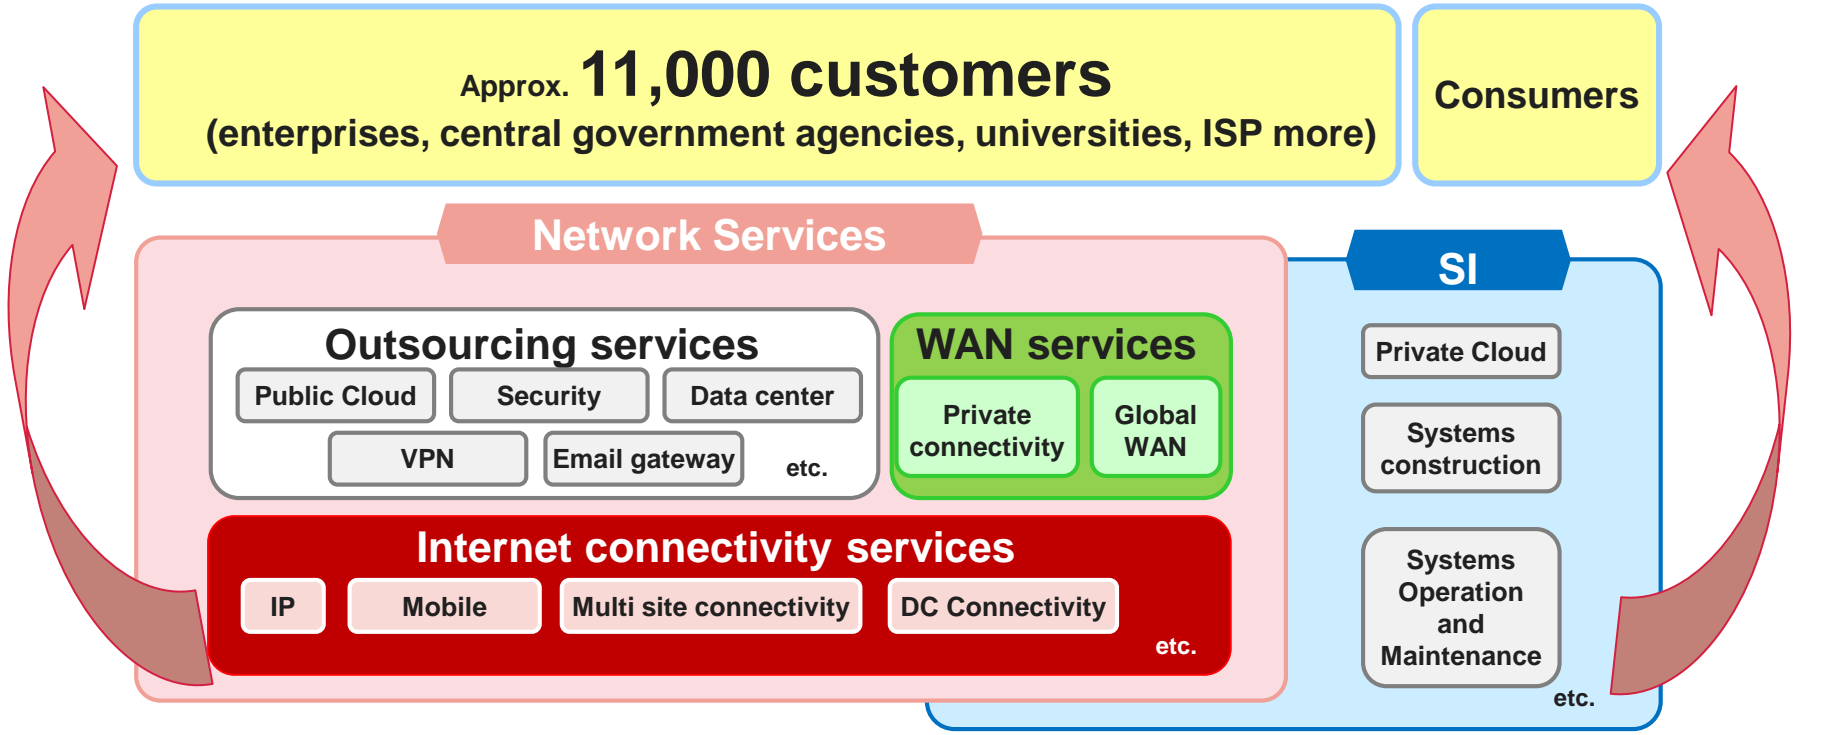 Approx. 11,000 customers
(enterprises, central government agencies, universities, ISP more)
Consumers
Network Services
SI
Outsourcing services
Public Cloud
Security
Data center
VPN
Email gateway
etc.
WAN services
Private
connectivity
Global
WAN
Internet connectivity services
IP
Mobile
Multi site connectivity
DC Connectivity
etc.
Private Cloud
Systems
construction
Systems
Operation
and
Maintenance
etc.